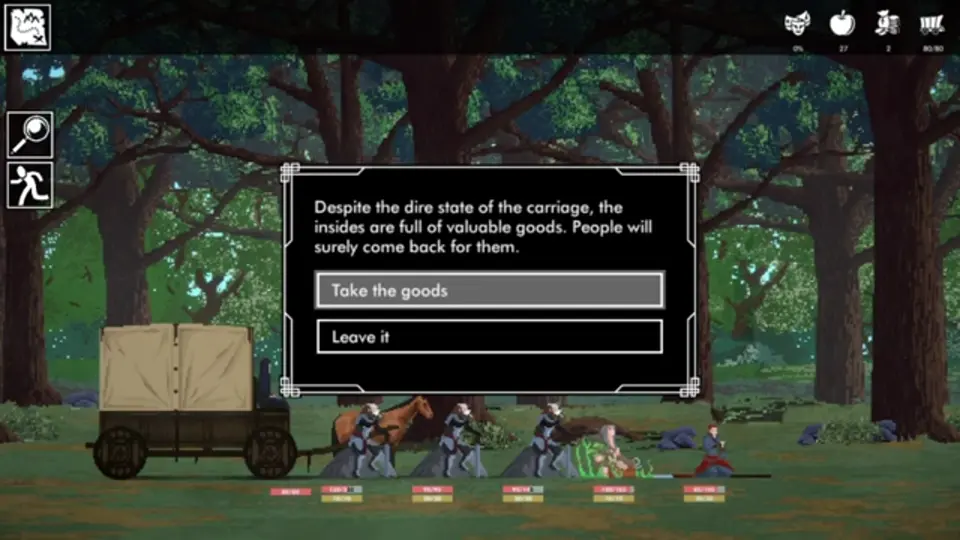 0%
27
2
80/80
Despite the dire state of the carriage, the
insides are full of valuable goods. People will
surely come back for them.
Take the goods
Leave it